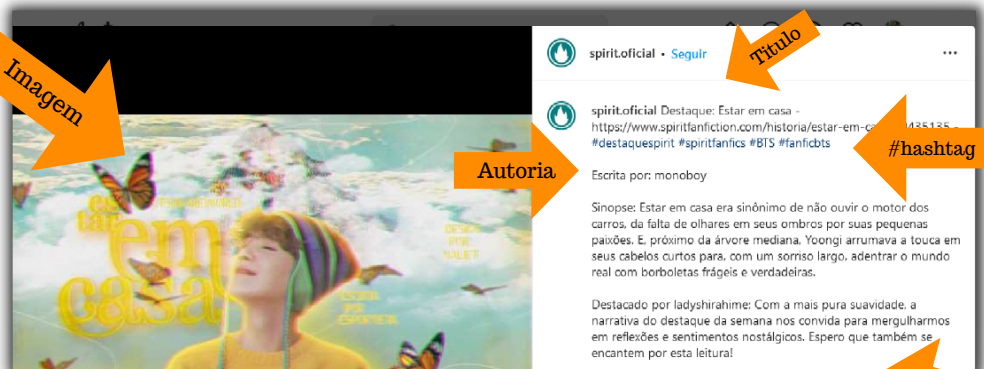 Titulo
spirit.oficial • Seguir
Imagem
spirit.oficial Destaque: Estar em casa -
https://www.spiritfanfiction.com/historia/estar-em-
#hashtag
#destaquespirit #spiritfanfics #BTS #fanficbts
Autoria
Escrita por: monoboy
Sinopse: Estar em casa era sinônimo de não ouvir o motor dos
carros, da falta de olhares em seus ombros por suas pequenas
paixões. E, próximo da árvore mediana, Yoongi arrumava a touca em
seus cabelos curtos para, com um sorriso largo, adentrar o mundo
real com borboletas frágeis e verdadeiras.
Destacado por ladyshirahime: Com a mais pura suavidade, a
narrativa do destaque da semana nos convida para mergulharmos
em reflexões e sentimentos nostálgicos. Espero que também se
encantem por esta leitura!
es
tar
em
casa
DESIGN
POR